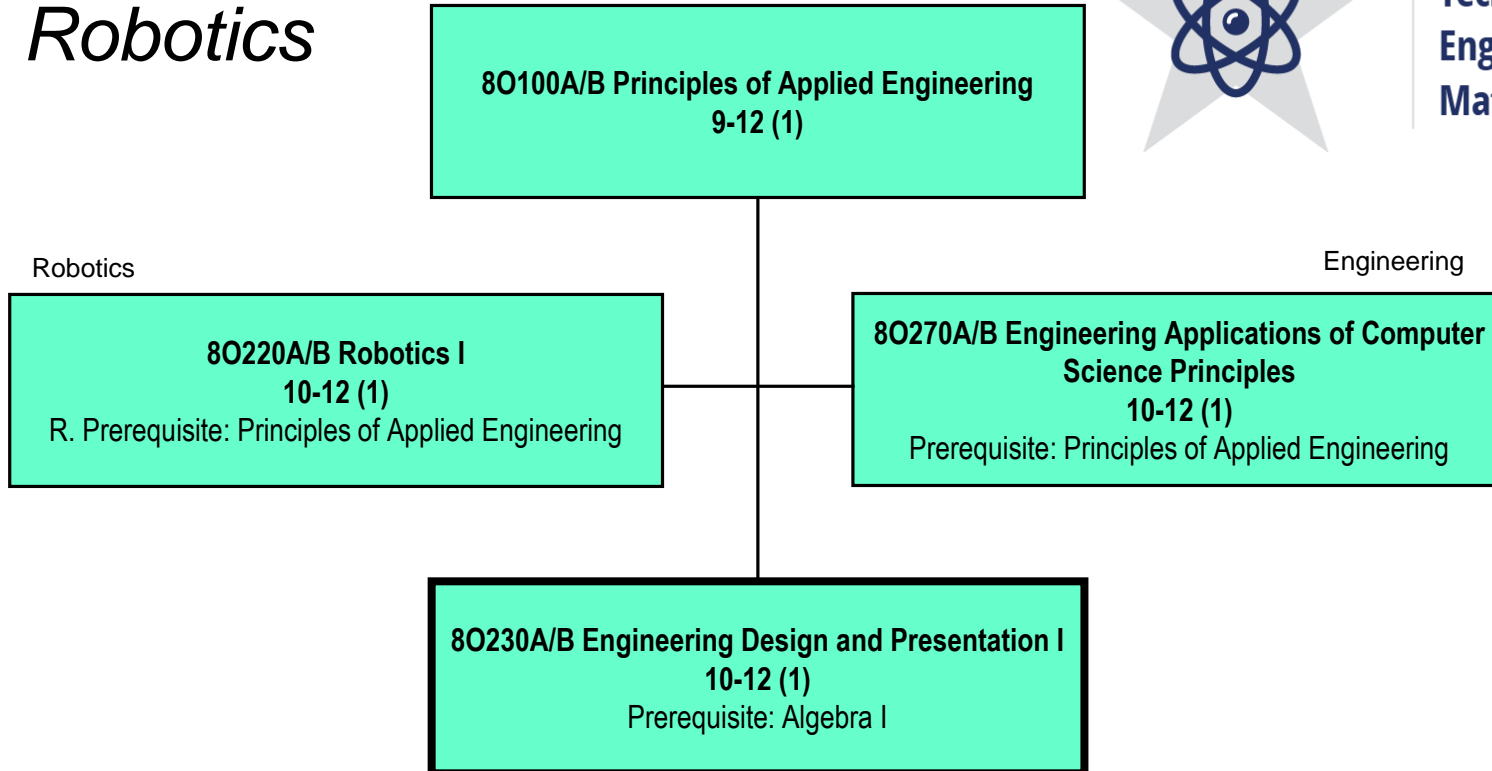 Robotics
8O100A/B Principles of Applied Engineering
9-12 (1)
Robotics
Engineering
8O220A/B Robotics I
10-12 (1)
R. Prerequisite: Principles of Applied Engineering
8O270A/B Engineering Applications of Computer
Science Principles
10-12 (1)
Prerequisite: Principles of Applied Engineering
8O230A/B Engineering Design and Presentation I
10-12 (1)
Prerequisite: Algebra I